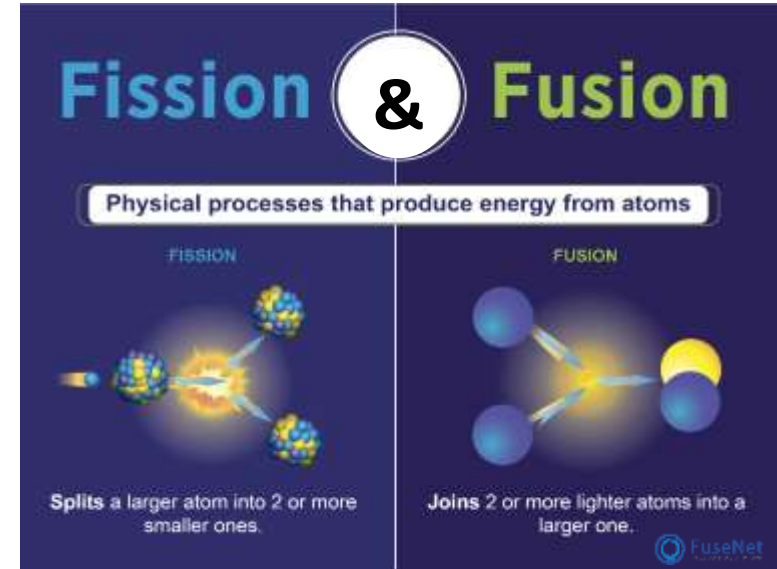 Fission & Fusion
Physical processes that produce energy from atoms
FISSION
FUSION
Splits a larger atom into 2 or more
smaller ones.
Joins 2 or more lighter atoms into a
larger one.
FuseNet